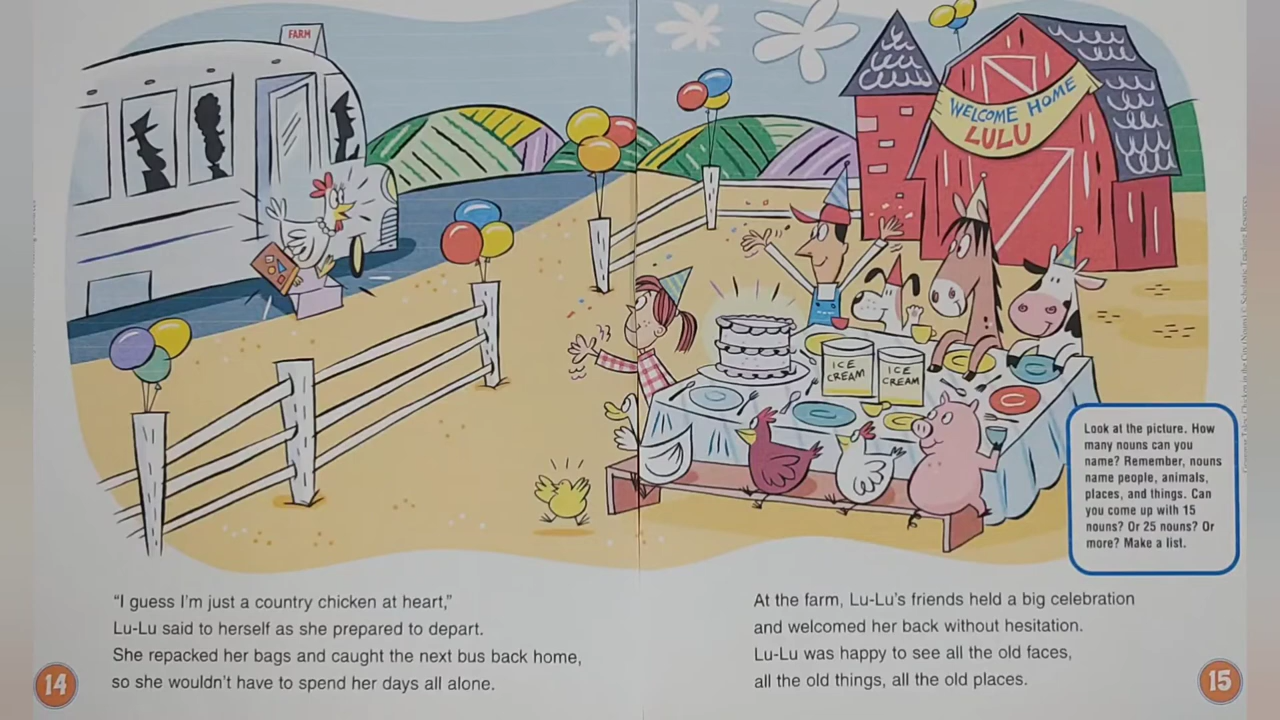 FARM
WELCOME HOME
LULU
ICE
CREAM
ICE
CREAM
Look at the picture. How
many nouns can you
name? Remember, nouns
name people, animals,
places, and things. Can
you come up with 15
nouns? Or 25 nouns? Or
more? Make a list.
“I guess I’m just a country chicken at heart,”
Lu-Lu said to herself as she prepared to depart.
She repacked her bags and caught the next bus back home,
so she wouldn’t have to spend her days all alone.
14
At the farm, Lu-Lu’s friends held a big celebration
and welcomed her back without hesitation.
Lu-Lu was happy to see all the old faces,
all the old things, all the old places.
15